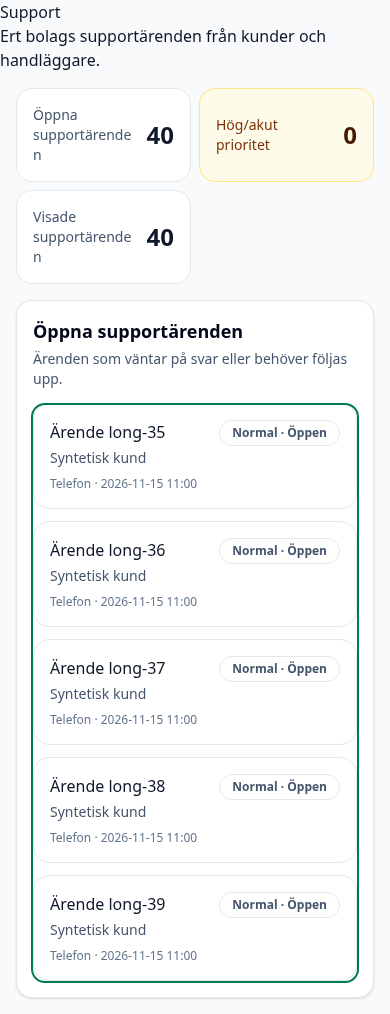 Support
Ert bolags supportärenden från kunder och
handläggare.
Öppna
supportärende
n
40
Hög/akut
prioritet
0
Visade
supportärende
n
40
Öppna supportärenden
Ärenden som väntar på svar eller behöver följas
upp.
Ärende long-35
Normal · Öppen
Syntetisk kund
Telefon · 2026-11-15 11:00
Ärende long-36
Normal · Öppen
Syntetisk kund
Telefon · 2026-11-15 11:00
Ärende long-37
Normal · Öppen
Syntetisk kund
Telefon · 2026-11-15 11:00
Ärende long-38
Normal · Öppen
Syntetisk kund
Telefon · 2026-11-15 11:00
Ärende long-39
Normal · Öppen
Syntetisk kund
Telefon · 2026-11-15 11:00